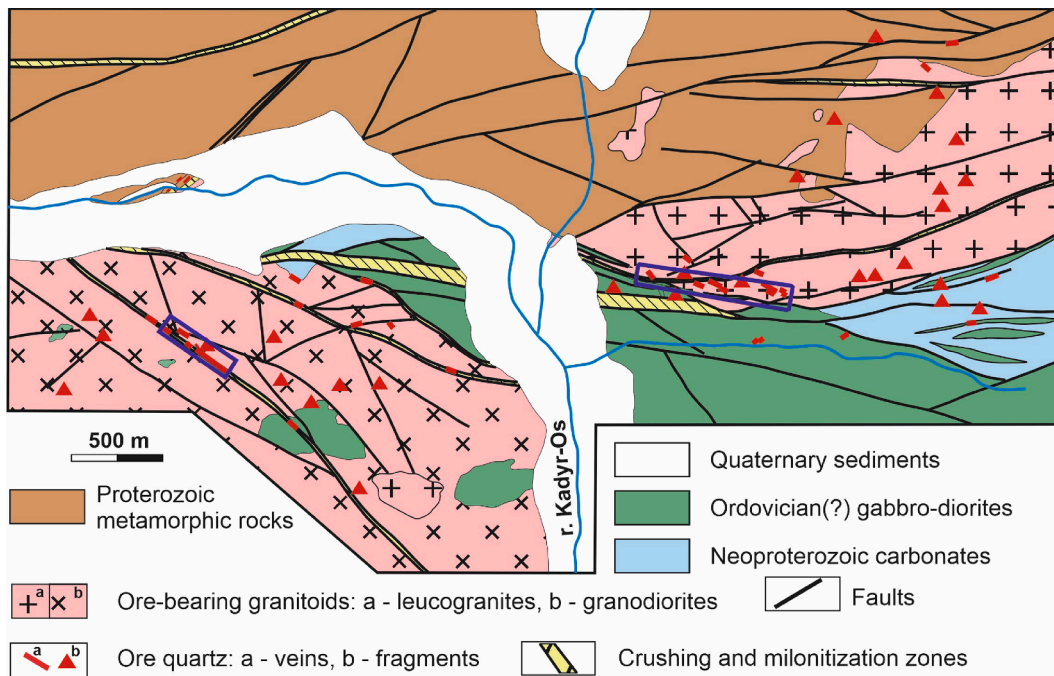 r. Kadyr-Os
500 m
Proterozoic
metamorphic rocks
Quaternary sediments
Ordovician(?) gabbro-diorites
Neoproterozoic carbonates
a b
Ore-bearing granitoids: a - leucogranites, b - granodiorites
Faults
a b
Ore quartz: a - veins, b - fragments
Crushing and milonitization zones